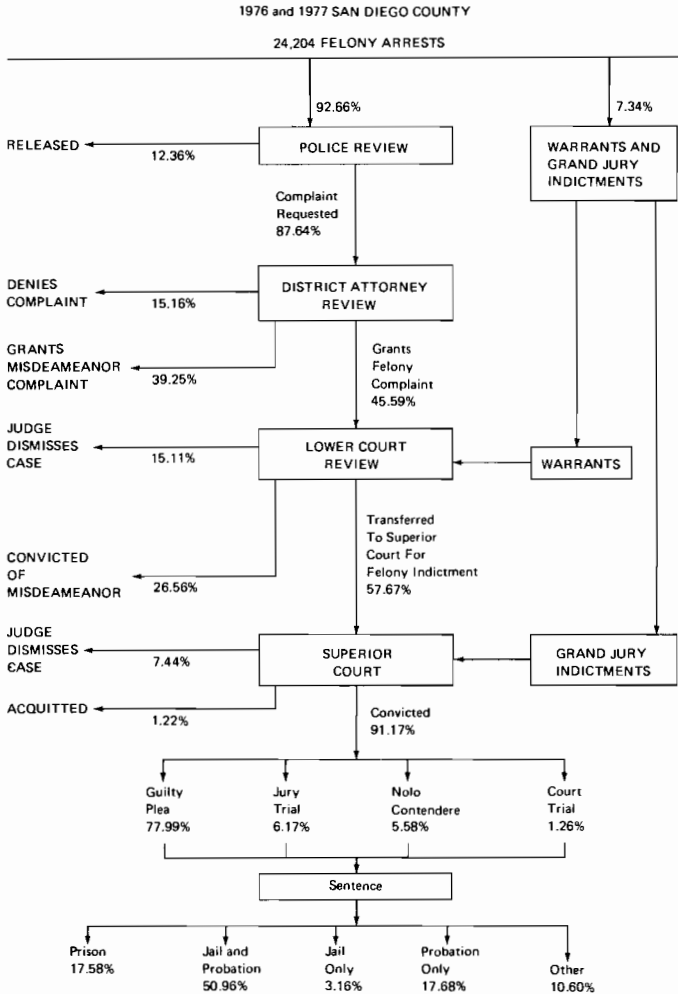 1976 and 1977 SAN DIEGO COUNTY
24,204 FELONY ARRESTS
92.66%
7.34%
RELEASED
12.36%
POLICE REVIEW
WARRANTS AND
GRAND JURY
INDICTMENTS
Complaint
Requested
87.64%
DENIES
COMPLAINT
15.16%
DISTRICT ATTORNEY
REVIEW
GRANTS
MISDEAMEANOR
COMPLAINT
39.25%
Grants
Felony
Complaint
45.59%
JUDGE
DISMISSES
CASE
15.11%
LOWER COURT
REVIEW
WARRANTS
Transferred
To Superior
Court For
Felony Indictment
57.67%
CONVICTED
OF
MISDEAMEANOR
26.56%
JUDGE
DISMISSES
CASE
7.44%
SUPERIOR
COURT
GRAND JURY
INDICTMENTS
ACQUITTED
1.22%
Convicted
91.17%
Guilty
Plea
77.99%
Jury
Trial
6.17%
Nolo
Contendere
5.58%
Court
Trial
1.26%
Sentence
Prison
17.58%
Jail and
Probation
50.96%
Jail
Only
3.16%
Probation
Only
17.68%
Other
10.60%